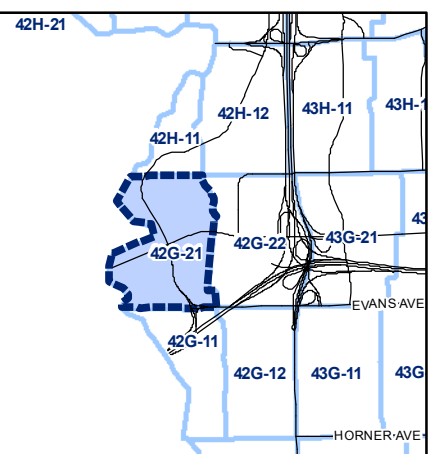 42H-21
42H-12
43H-11
43H-1
42H-11
43
42G-22
43G-21
42G-21
EVANS AVE
42G-11
42G-12
43G-11
43G
HORNER AVE